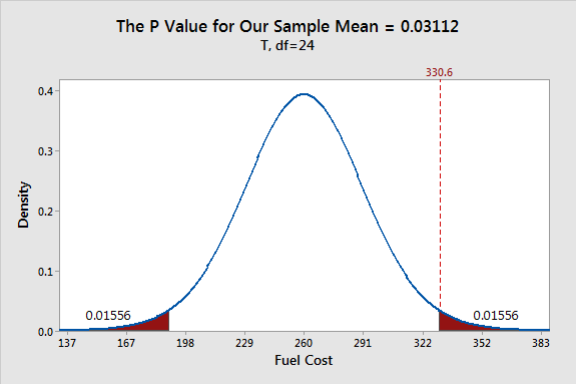 The P Value for Our Sample Mean = 0.03112
T, df=24
330.6
0.4
0.3
0.2
0.1
0.0
Density
0.01556
0.01556
137 167 198 229 260 291 322 352 383
Fuel Cost